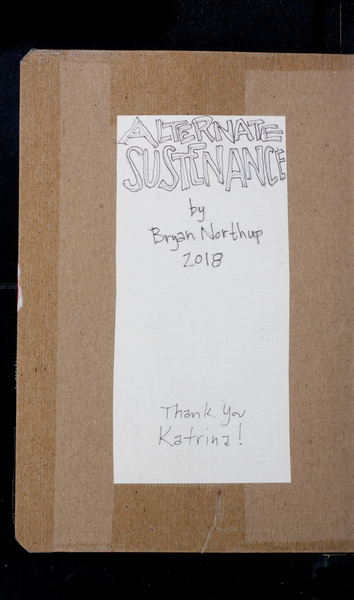 ALTERNATE
SUSTENANCE
by
Bryan Northup
2018
Thank You
Katrina!